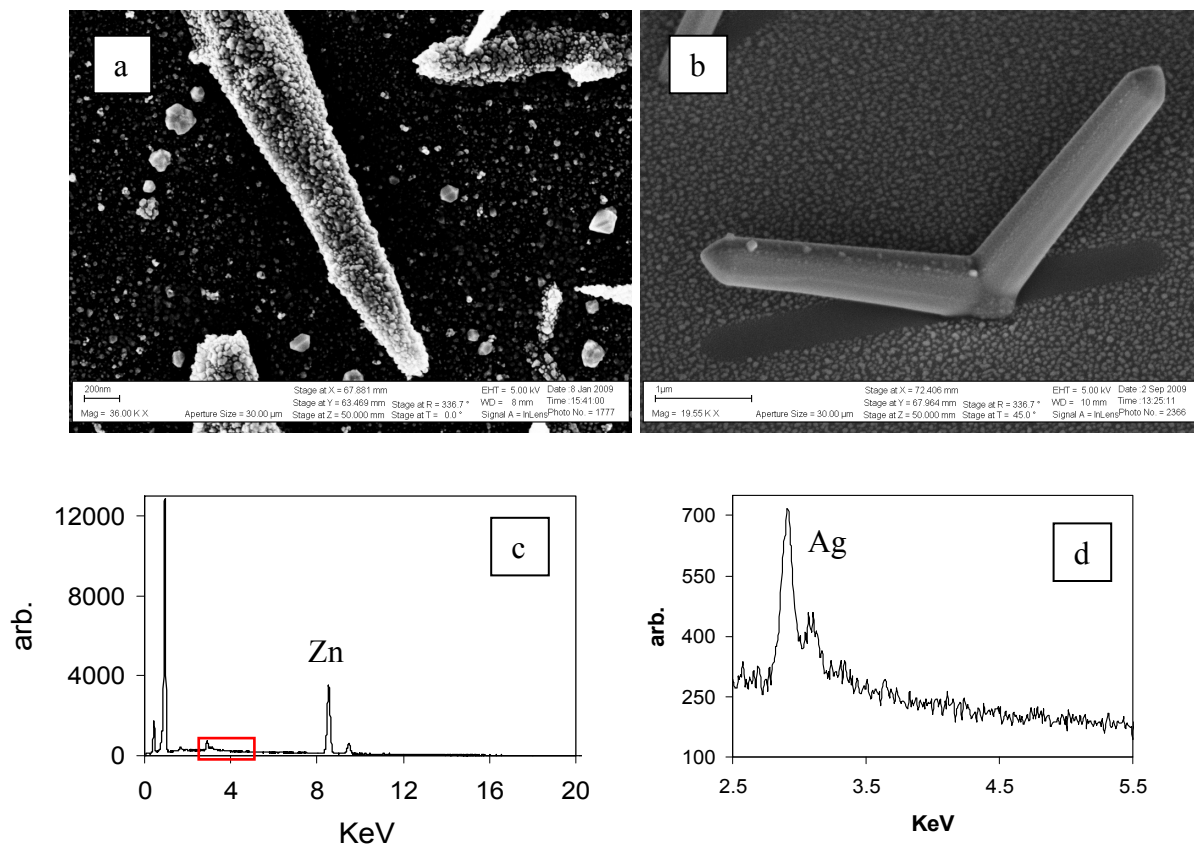 a
200nm
Mag = 36.00 K X
Aperture Size = 30.00 µm
Stage at X = 67.881 mm
Stage at Y = 63.469 mm
Stage at Z = 50.000 mm
Stage at R = 336.7 °
Stage at T = 0.0 °
EHT = 5.00 kV
WD = 8 mm
Signal A = InLens
Date :8 Jan 2009
Time :15:41:00
Photo No. = 1777
b
1µm
Mag = 19.55 K X
Aperture Size = 30.00 µm
Stage at X = 72.406 mm
Stage at Y = 67.964 mm
Stage at Z = 50.000 mm
Stage at R = 336.7 °
Stage at T = 45.0 °
EHT = 5.00 kV
WD = 10 mm
Signal A = InLens
Date :2 Sep 2009
Time :13:25:11
Photo No. = 2366
c
arb.
12000
8000
4000
0
Zn
0 4 8 12 16 20
KeV
d
arb.
700
550
400
250
100
Ag
2.5 3.5 4.5 5.5
KeV